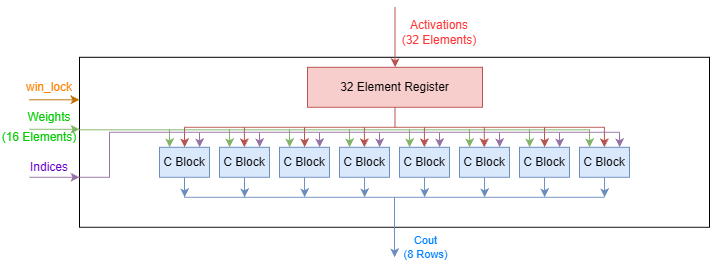 Activations
(32 Elements)
32 Element Register
win_lock
Weights
(16 Elements)
Indices
C Block
C Block
C Block
C Block
C Block
C Block
C Block
C Block
Cout
(8 Rows)